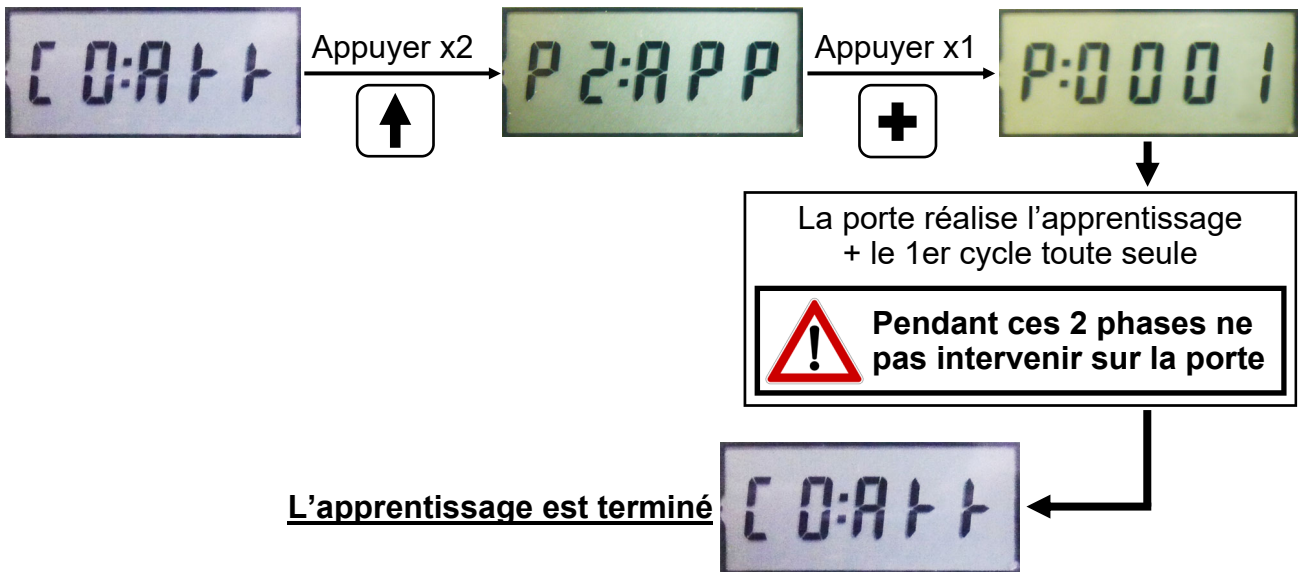 C0:Att
Appuyer x2
P2:APP
Appuyer x1
P:0001
La porte réalise l’apprentissage
+ le 1er cycle toute seule
Pendant ces 2 phases ne
pas intervenir sur la porte
L’apprentissage est terminé
C0:Att